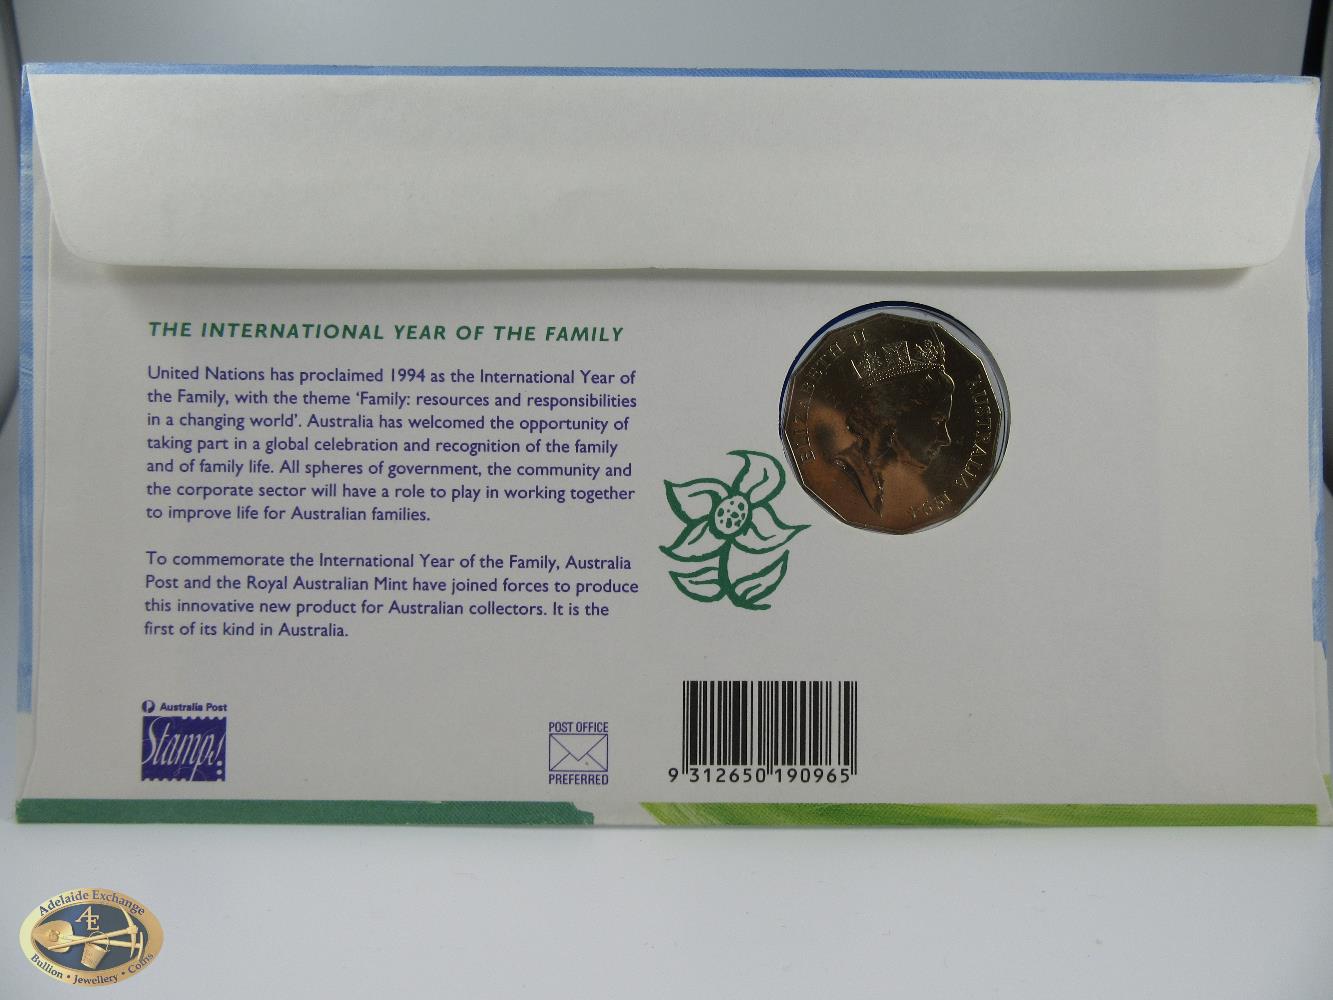 THE INTERNATIONAL YEAR OF THE FAMILY
United Nations has proclaimed 1994 as the International Year of
the Family, with the theme ‘Family: resources and responsibilities
in a changing world’. Australia has welcomed the opportunity of
taking part in a global celebration and recognition of the family
and of family life. All spheres of government, the community and
the corporate sector will have a role to play in working together
to improve life for Australian families.
To commemorate the International Year of the Family, Australia
Post and the Royal Australian Mint have joined forces to produce
this innovative new product for Australian collectors. It is the
first of its kind in Australia.
ELIZABETH II
AUSTRALIA 1994
Australia Post
Stamps
POST OFFICE
PREFERRED
9 312650 190965
Adelaide Exchange
AE
Bullion • Jewellery • Coins